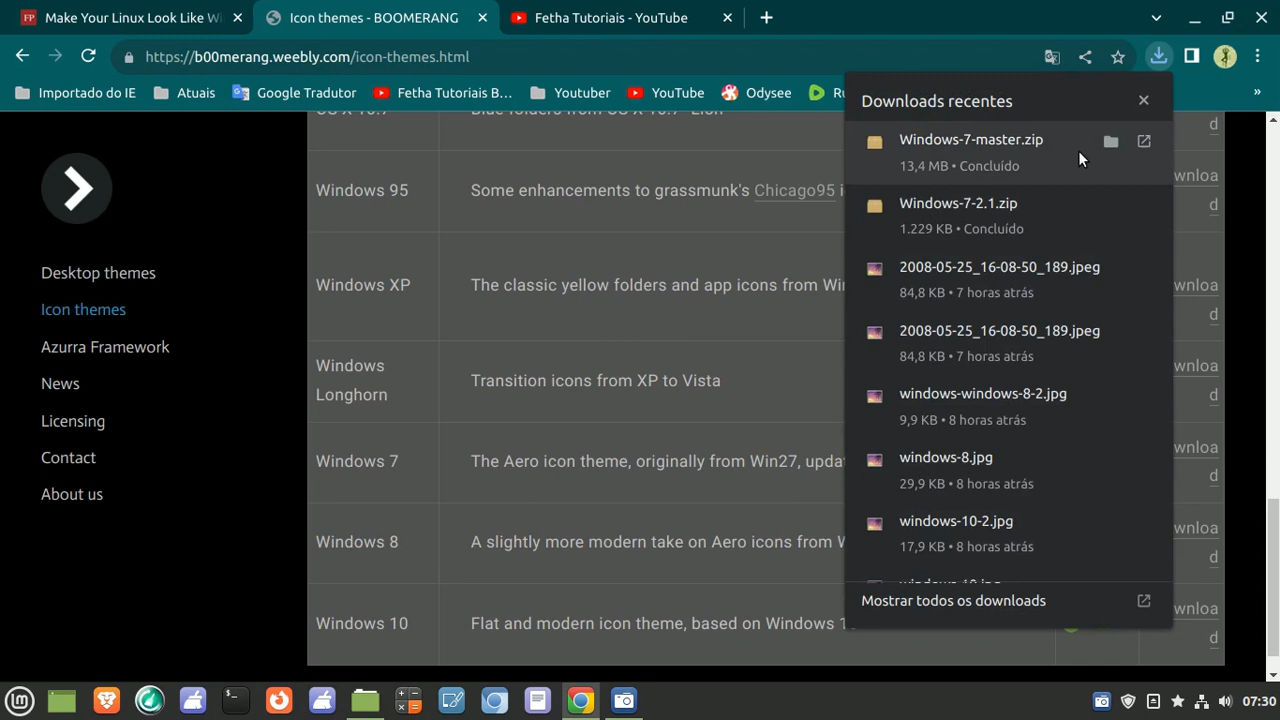 Make Your Linux Look Like Wi
Icon themes - BOOMERANG
Fetha Tutoriais - YouTube
https://b00merang.weebly.com/icon-themes.html
Importado do IE
Atuais
Google Tradutor
Fetha Tutoriais B...
Youtuber
YouTube
Odysee
Ru
»
Desktop themes
Icon themes
Azurra Framework
News
Licensing
Contact
About us
d
Windows 95
Some enhancements to grassmunk's Chicago95 i
wnloa
d
Windows XP
The classic yellow folders and app icons from Win
wnloa
d
Windows
Longhorn
Transition icons from XP to Vista
wnloa
d
Windows 7
The Aero icon theme, originally from Win27, updat
wnloa
d
Windows 8
A slightly more modern take on Aero icons from W
wnloa
d
Windows 10
Flat and modern icon theme, based on Windows 1
wnloa
d
Downloads recentes
Windows-7-master.zip
13,4 MB • Concluído
Windows-7-2.1.zip
1.229 KB • Concluído
2008-05-25_16-08-50_189.jpeg
84,8 KB • 7 horas atrás
2008-05-25_16-08-50_189.jpeg
84,8 KB • 7 horas atrás
windows-windows-8-2.jpg
9,9 KB • 8 horas atrás
windows-8.jpg
29,9 KB • 8 horas atrás
windows-10-2.jpg
17,9 KB • 8 horas atrás
Mostrar todos os downloads
07:30